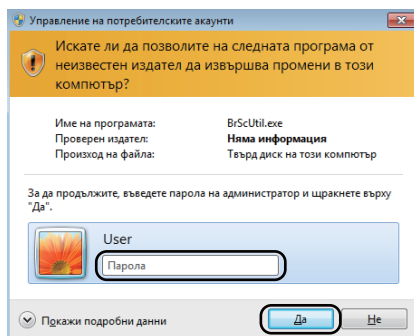 Управление на потребителските акаунти
Искате ли да позволите на следната програма от
неизвестен издател да извършва промени в този
компютър?
Име на програмата: BrScUtil.exe
Проверен издател: Няма информация
Произход на файла: Твърд диск на този компютър
За да продължите, въведете парола на администратор и щракнете върху
"Да".
User
Парола
Покажи подробни данни
Да
Не